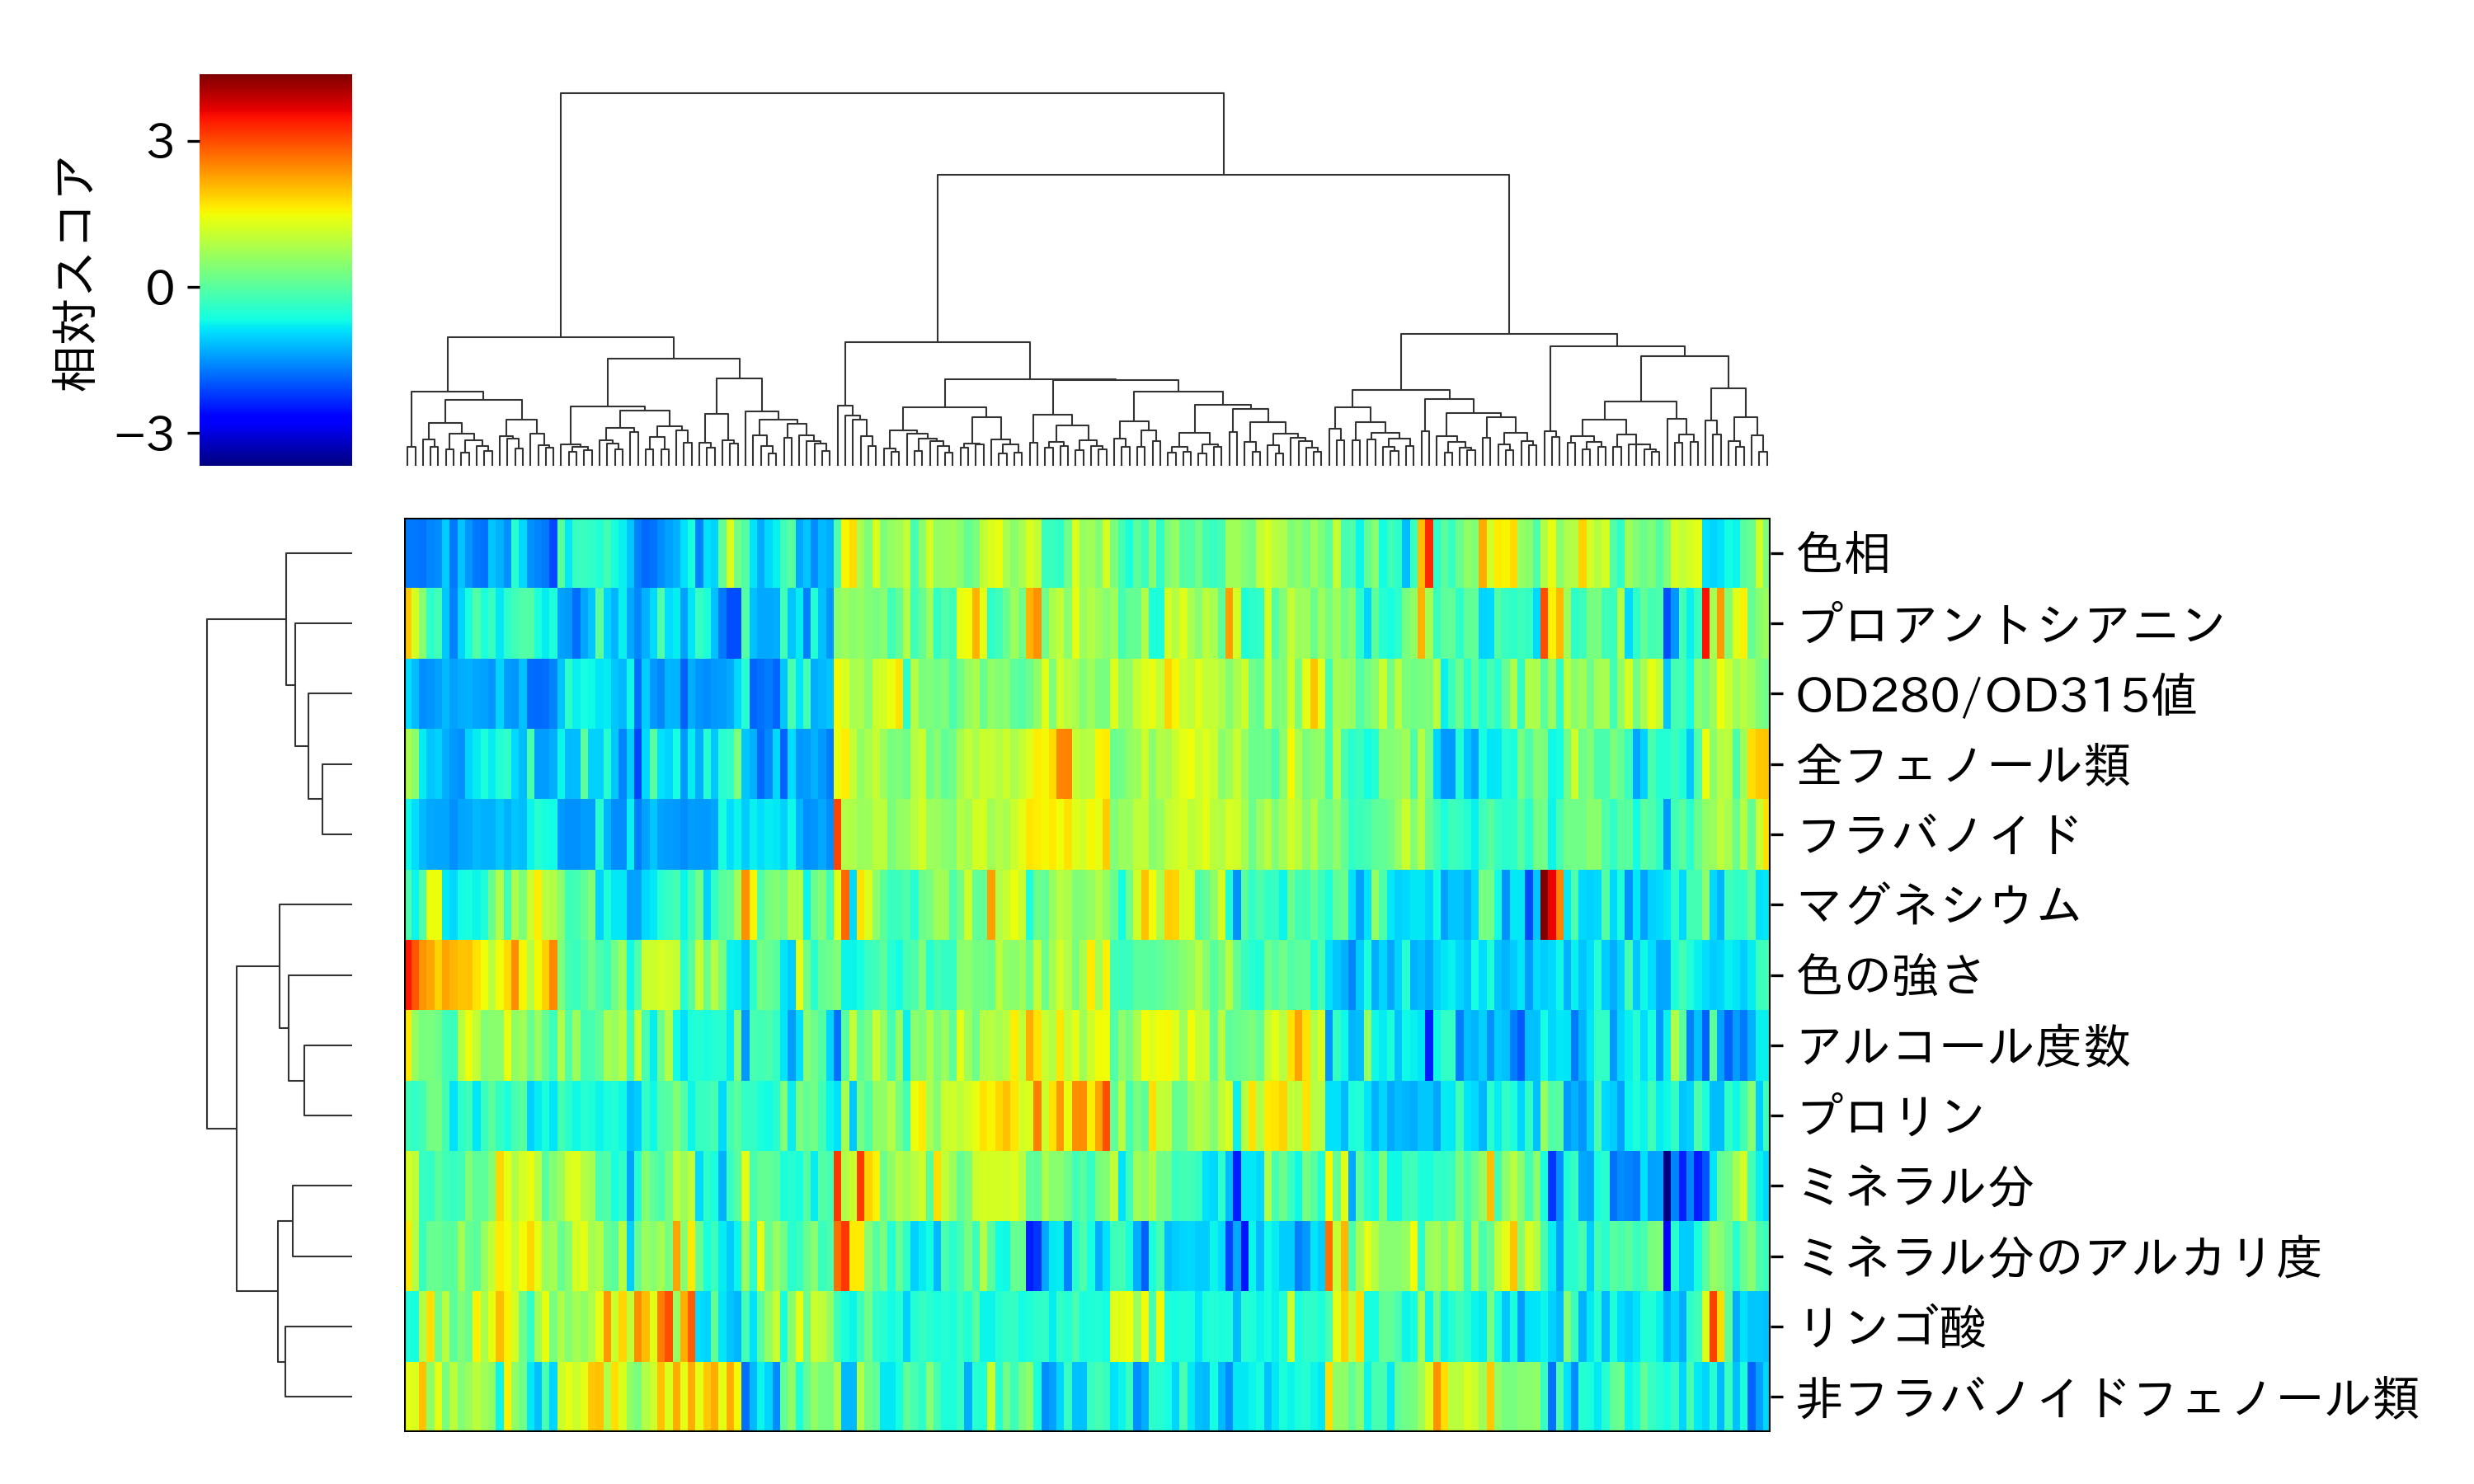 相対スコア
3
0
−3
色相
プロアントシアニン
OD280/OD315値
全フェノール類
フラバノイド
マグネシウム
色の強さ
アルコール度数
プロリン
ミネラル分
ミネラル分のアルカリ度
リンゴ酸
非フラバノイドフェノール類